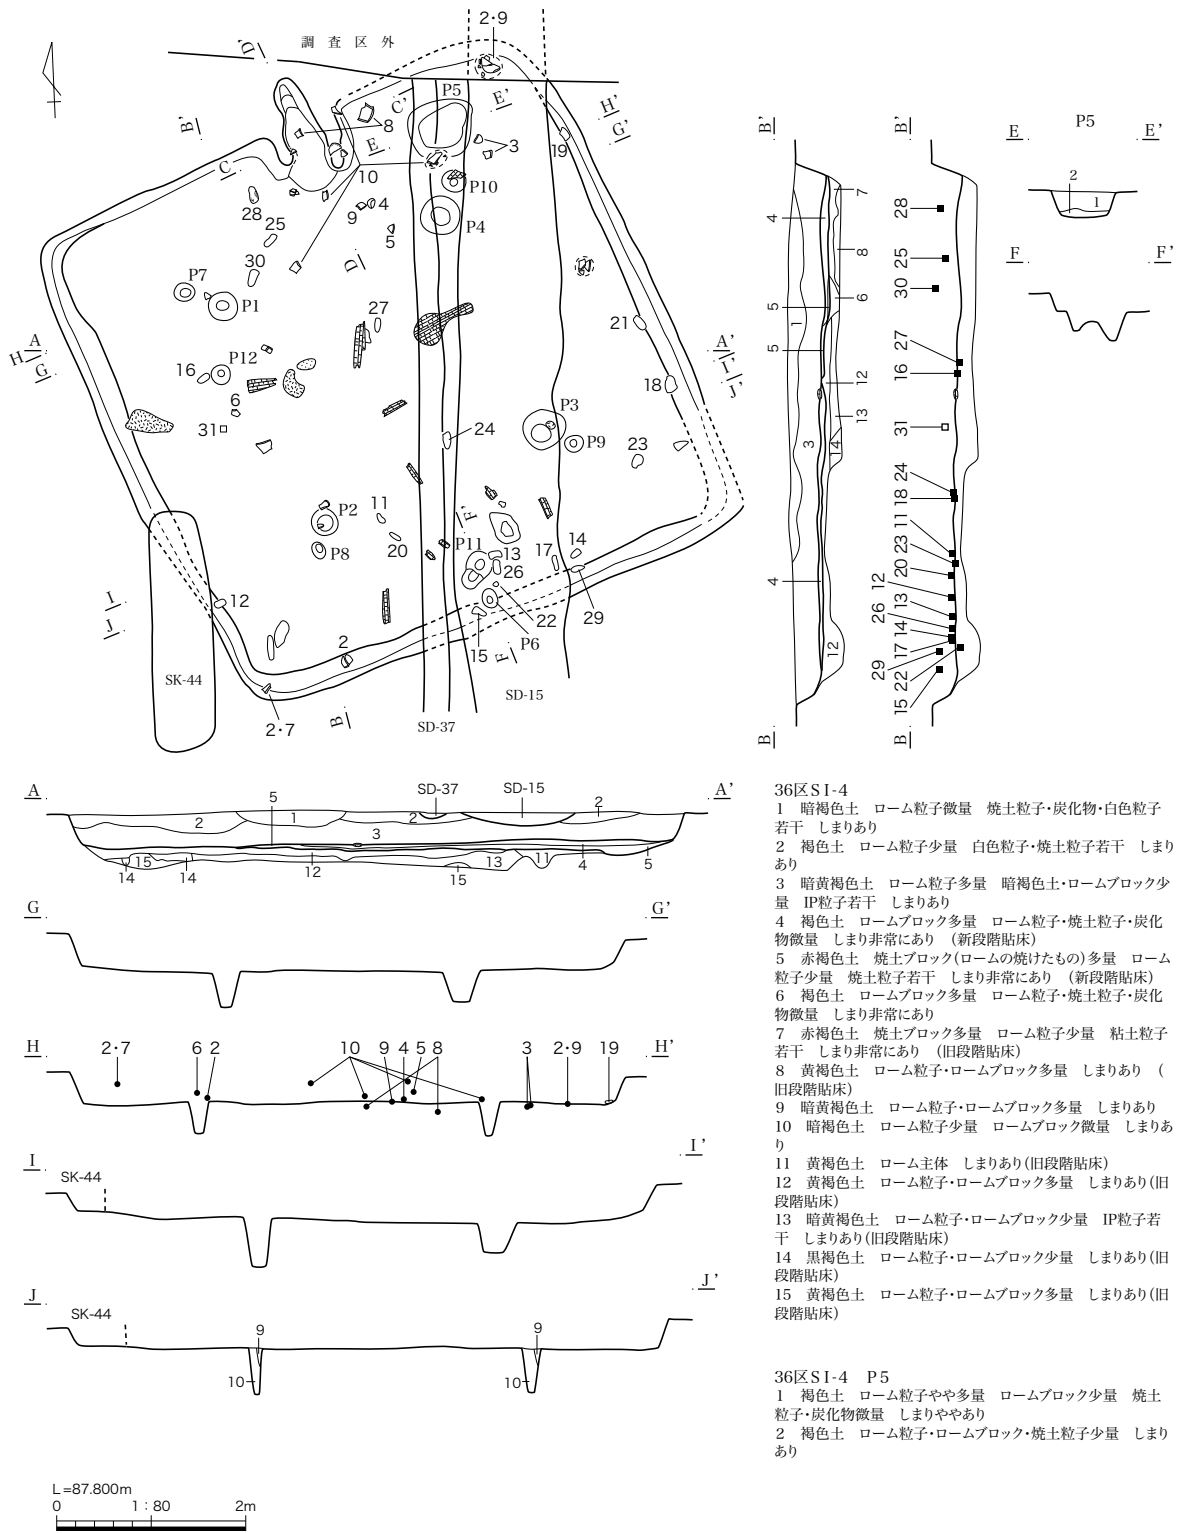 2・9
調査区外
D'
B'
C'
P5
E'
H'
G'
8
E
3
19
C
10
P10
28
9
4
P4
25
5
D
30
P7
P1
27
21
A
H
G
A'
I'
J'
P12
16
18
6
P3
31
24
P9
23
P2
11
F'
P8
20
P11
13
26
17
14
I
J
12
22
29
2
15
P6
F
SK-44
2・7
B
SD-37
SD-15
B'
B'
E P5 E'
7
2
1
4
28
8
25
F F'
30
6
5
1
27
5
16
12
13
31
3
14
24
18
11
23
20
4
12
13
26
14
12
17
29
22
15
B
B
A 5 SD-37 SD-15 2 A'
2 1 2
3
15 13 11
14 14 12 15 4 5
G G'
H 2・7 6 2 10 9 4 5 8 3 2・9 19 H'
I I'
SK-44
J J'
SK-44
9 9
10 10
L=87.800m
0 1:80 2m
36区SI-4
1 暗褐色土 ローム粒子微量 焼土粒子・炭化物・白色粒子
若干 しまりあり
2 褐色土 ローム粒子少量 白色粒子・焼土粒子若干 しまり
あり
3 暗黄褐色土 ローム粒子多量 暗褐色土・ロームブロック少
量 IP粒子若干 しまりあり
4 褐色土 ロームブロック多量 ローム粒子・焼土粒子・炭化
物微量 しまり非常にあり (新段階貼床)
5 赤褐色土 焼土ブロック(ロームの焼けたもの)多量 ローム
粒子少量 焼土粒子若干 しまり非常にあり (新段階貼床)
6 褐色土 ロームブロック多量 ローム粒子・焼土粒子・炭化
物微量 しまり非常にあり
7 赤褐色土 焼土ブロック多量 ローム粒子少量 粘土粒子
若干 しまり非常にあり (旧段階貼床)
8 黄褐色土 ローム粒子・ロームブロック多量 しまりあり (
旧段階貼床)
9 暗黄褐色土 ローム粒子・ロームブロック多量 しまりあり
10 暗褐色土 ローム粒子少量 ロームブロック微量 しまりあ
り
11 黄褐色土 ローム主体 しまりあり(旧段階貼床)
12 黄褐色土 ローム粒子・ロームブロック多量 しまりあり(旧
段階貼床)
13 暗黄褐色土 ローム粒子・ロームブロック少量 IP粒子若
干 しまりあり(旧段階貼床)
14 黒褐色土 ローム粒子・ロームブロック少量 しまりあり(旧
段階貼床)
15 黄褐色土 ローム粒子・ロームブロック多量 しまりあり(旧
段階貼床)
36区SI-4 P5
1 褐色土 ローム粒子やや多量 ロームブロック少量 焼土
粒子・炭化物微量 しまりややあり
2 褐色土 ローム粒子・ロームブロック・焼土粒子少量 しまり
あり